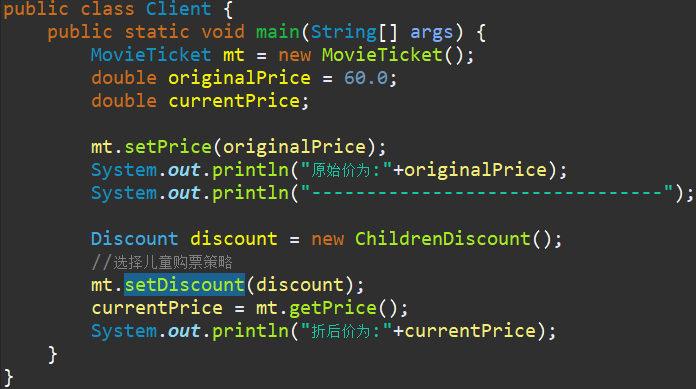 public class Client {
public static void main(String[] args) {
MovieTicket mt = new MovieTicket();
double originalPrice = 60.0;
double currentPrice;
mt.setPrice(originalPrice);
System.out.println("原始价为:"+originalPrice);
System.out.println("---------------------------------");
Discount discount = new ChildrenDiscount();
//选择儿童购票策略
mt.setDiscount(discount);
currentPrice = mt.getPrice();
System.out.println("折后价为:"+currentPrice);
}
}